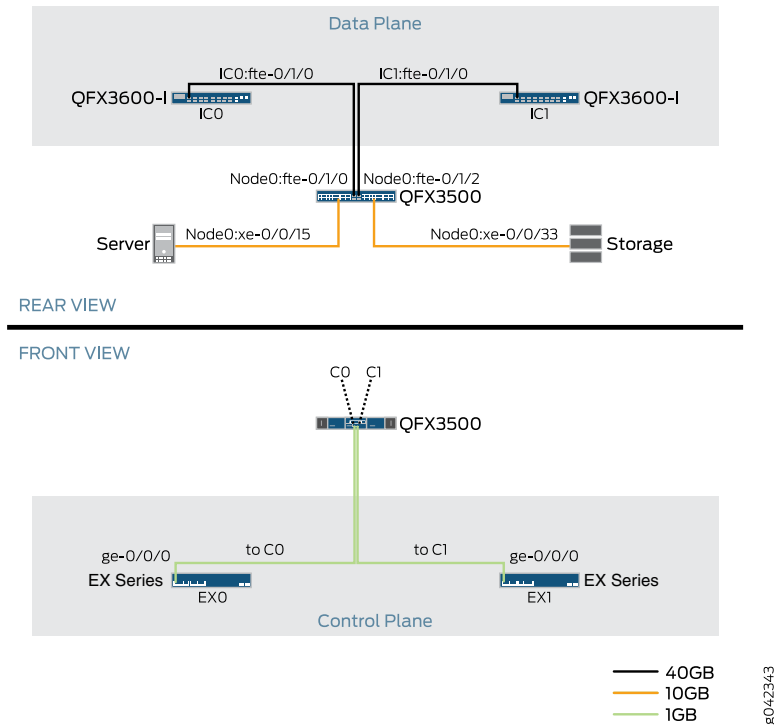 Data Plane
IC0:fte-0/1/0
IC1:fte-0/1/0
QFX3600-I
IC0
IC1
QFX3600-I
Node0:fte-0/1/0
Node0:fte-0/1/2
QFX3500
Server
Node0:xe-0/0/15
Node0:xe-0/0/33
Storage
REAR VIEW
FRONT VIEW
C0
C1
QFX3500
ge-0/0/0
to C0
to C1
ge-0/0/0
EX Series
EX0
EX1
EX Series
Control Plane
40GB
10GB
1GB
g042343